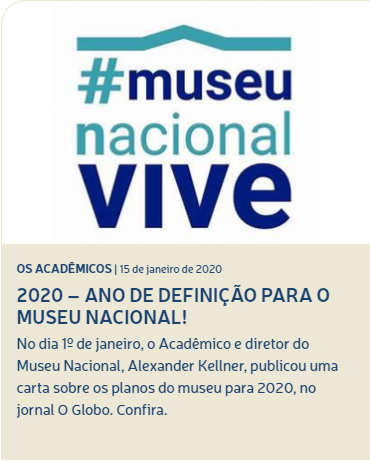 #museu
nacional
vive
OS ACADÊMICOS | 15 de janeiro de 2020
2020 – ANO DE DEFINIÇÃO PARA O
MUSEU NACIONAL!
No dia 1º de janeiro, o Acadêmico e diretor do
Museu Nacional, Alexander Kellner, publicou uma
carta sobre os planos do museu para 2020, no
jornal O Globo. Confira.